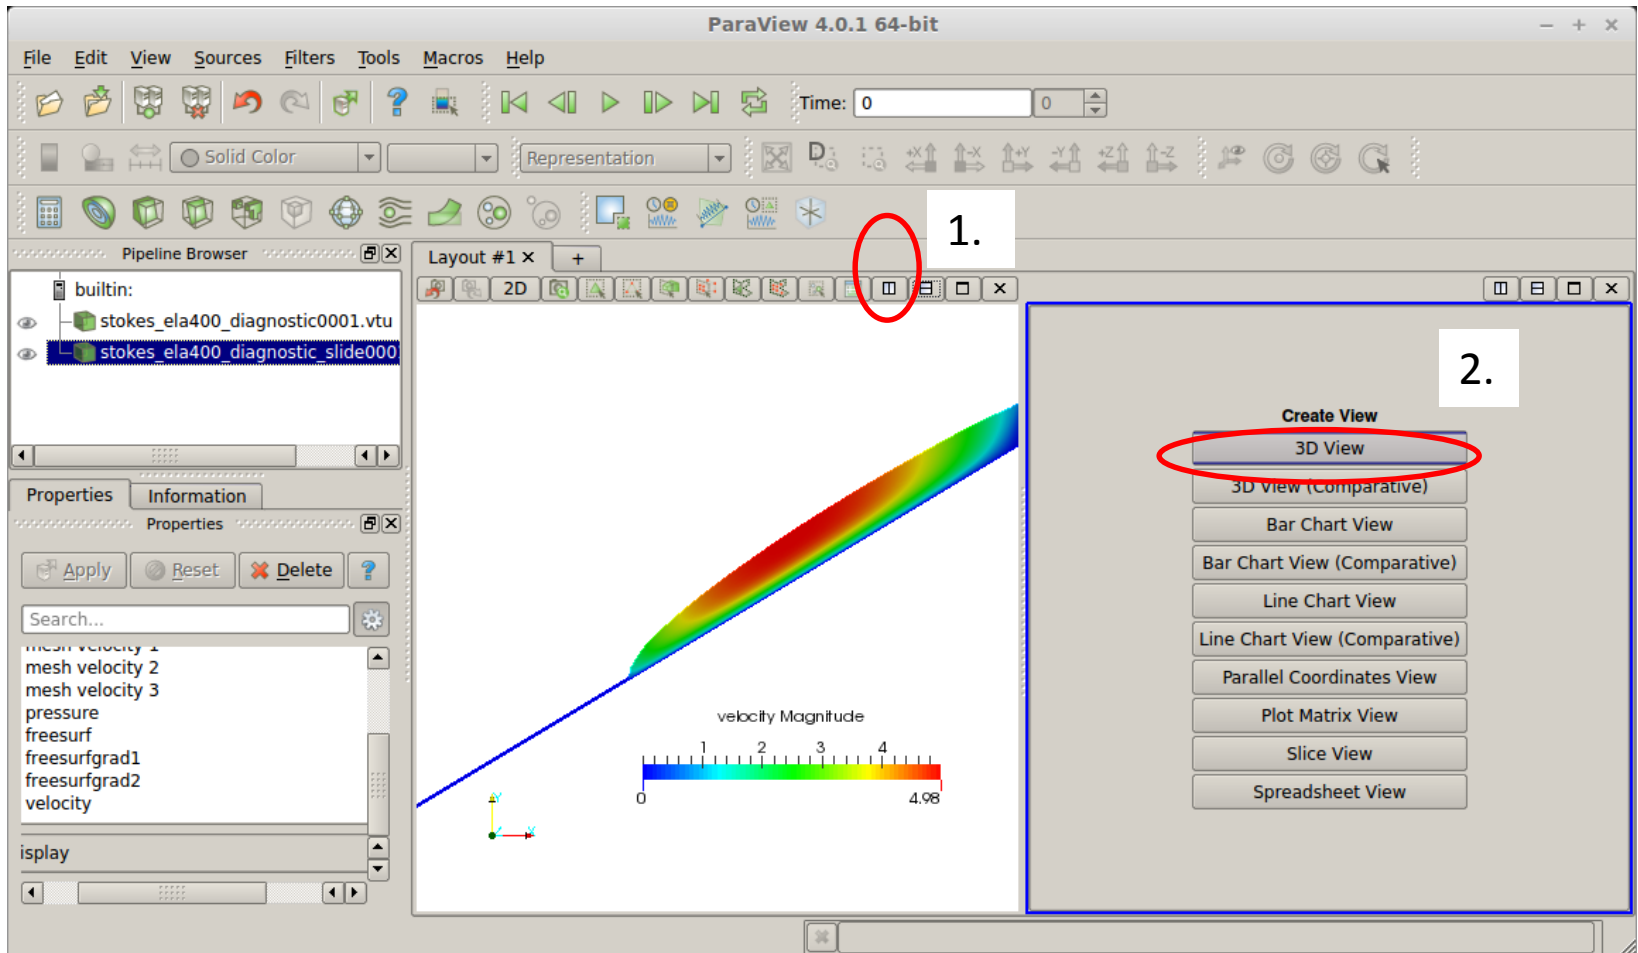 ParaView 4.0.1 64-bit
File Edit View Sources Filters Tools Macros Help
Time: 0 0
Solid Color Representation
+X -X +Y -Y +Z -Z
1.
Pipeline Browser
Layout #1 +
builtin:
2D
stokes_ela400_diagnostic0001.vtu
stokes_ela400_diagnostic_slide000
2.
Create View
3D View
3D View (Comparative)
Bar Chart View
Bar Chart View (Comparative)
Line Chart View
Line Chart View (Comparative)
Parallel Coordinates View
Plot Matrix View
Slice View
Spreadsheet View
Properties Information
Properties
Apply Reset Delete ?
Search...
mesh velocity 1
mesh velocity 2
mesh velocity 3
pressure
freesurf
freesurfgrad1
freesurfgrad2
velocity
isplay
velocity Magnitude
1 2 3 4
0 4.98
Y
Z X